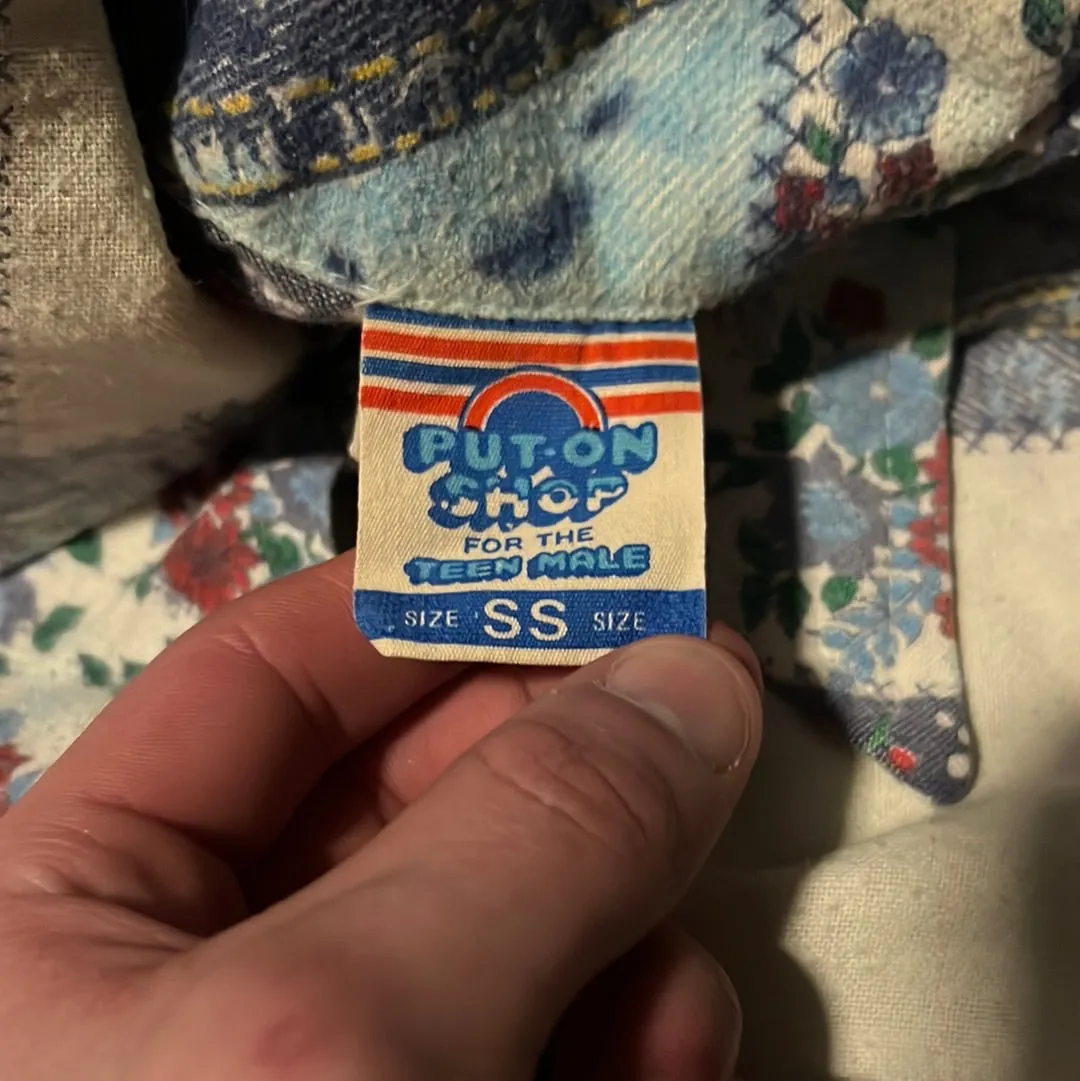 PUT-ON
SHOP
FOR THE
TEEN MALE
SIZE SS SIZE